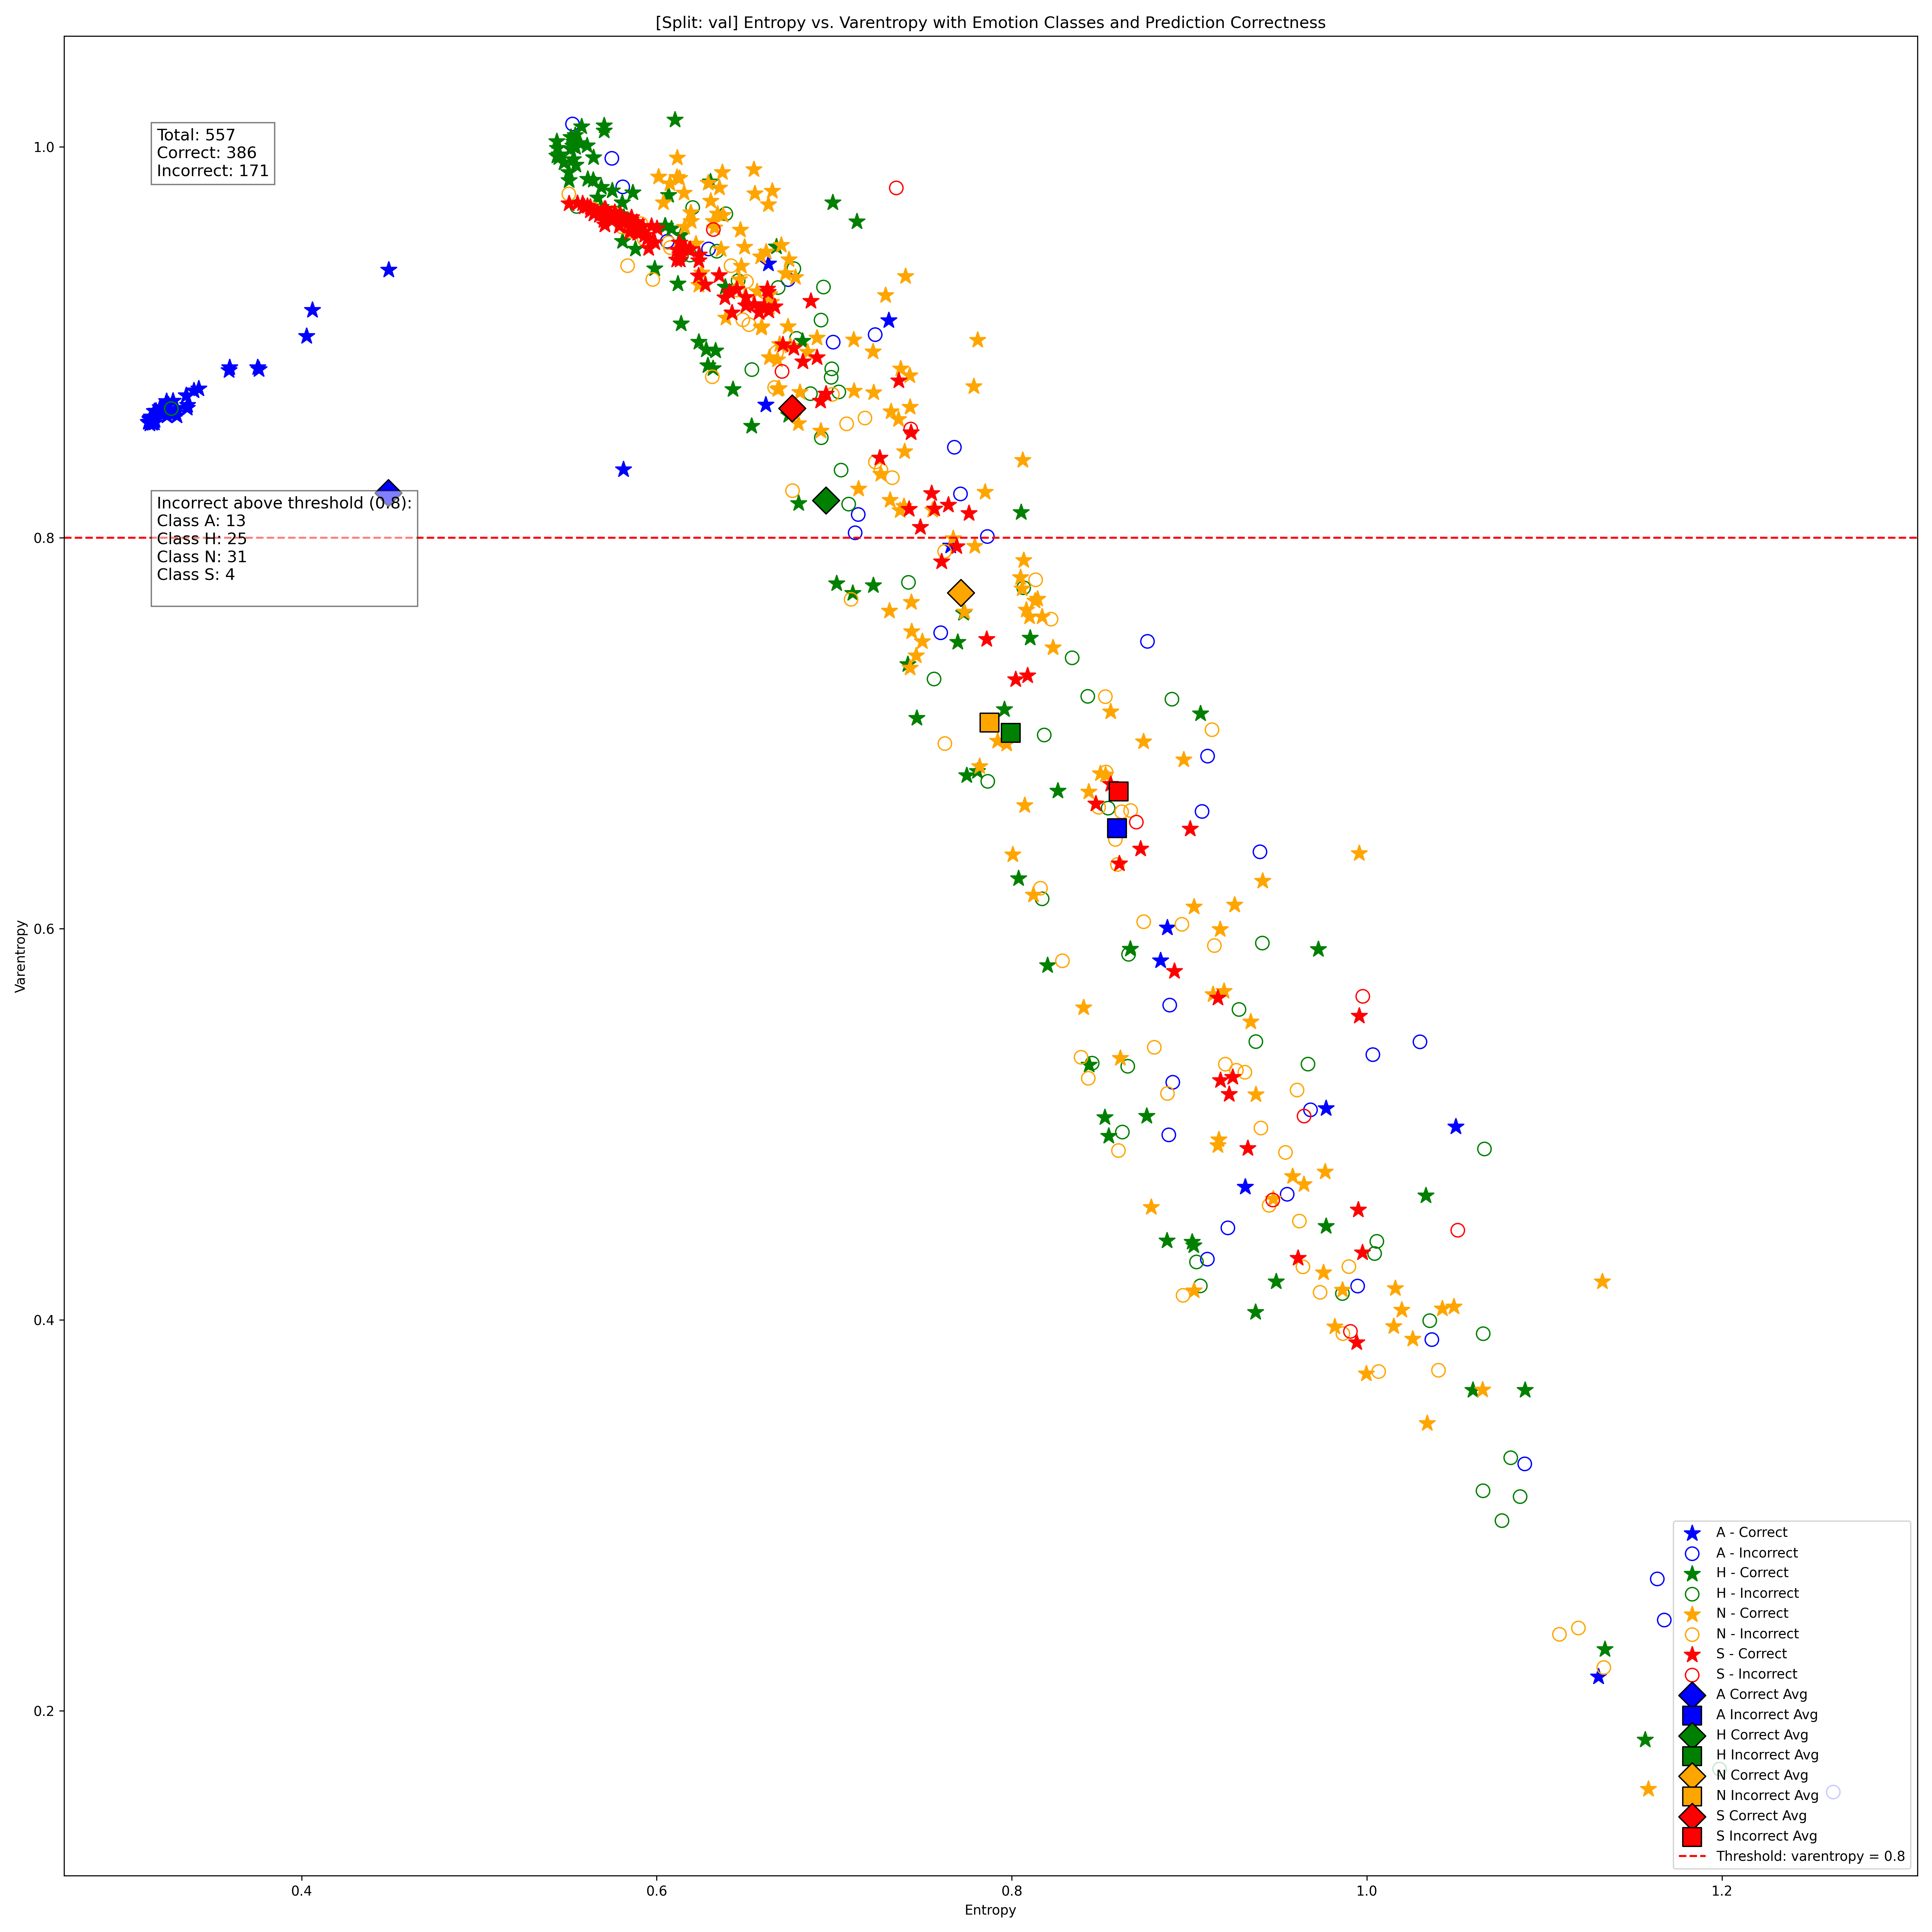 [Split: val] Entropy vs. Varentropy with Emotion Classes and Prediction Correctness
Total: 557
Correct: 386
Incorrect: 171
Incorrect above threshold (0.8):
Class A: 13
Class H: 25
Class N: 31
Class S: 4
Varentropy
1.0
0.8
0.6
0.4
0.2
A - Correct
A - Incorrect
H - Correct
H - Incorrect
N - Correct
N - Incorrect
S - Correct
S - Incorrect
A Correct Avg
A Incorrect Avg
H Correct Avg
H Incorrect Avg
N Correct Avg
N Incorrect Avg
S Correct Avg
S Incorrect Avg
Threshold: varentropy = 0.8
0.4
0.6
0.8
1.0
1.2
Entropy